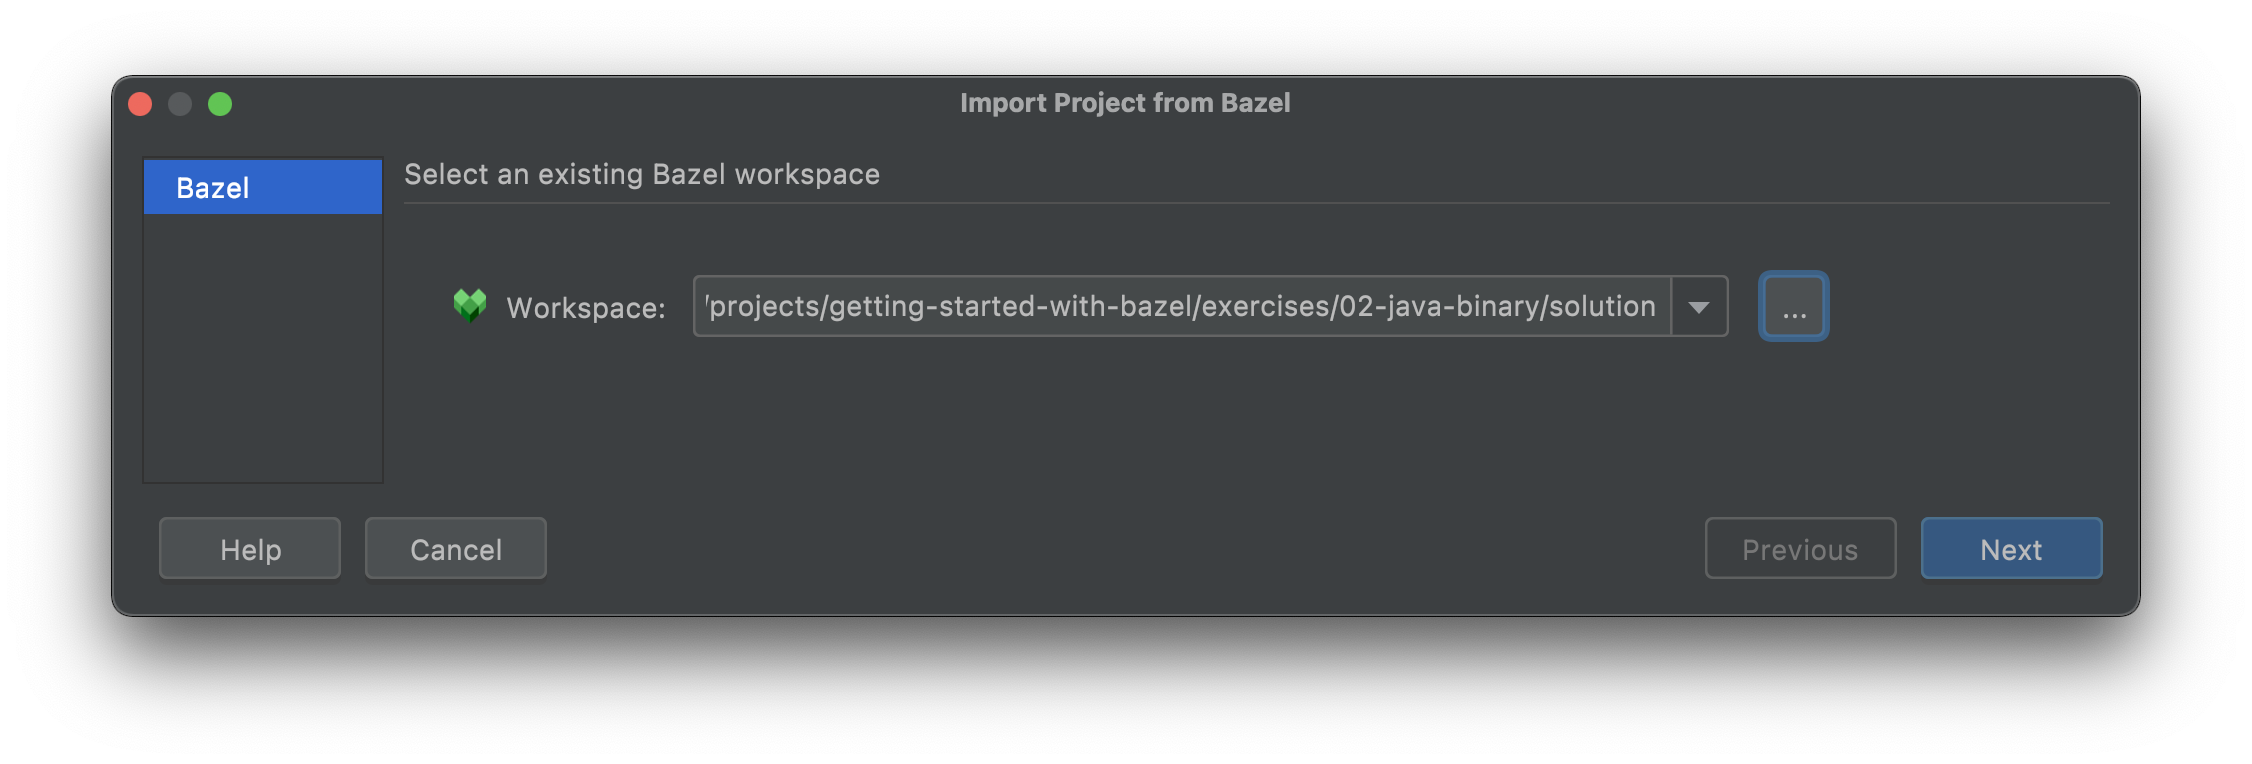 Import Project from Bazel
Bazel
Select an existing Bazel workspace
Workspace: /projects/getting-started-with-bazel/exercises/02-java-binary/solution ...
Help Cancel Previous Next